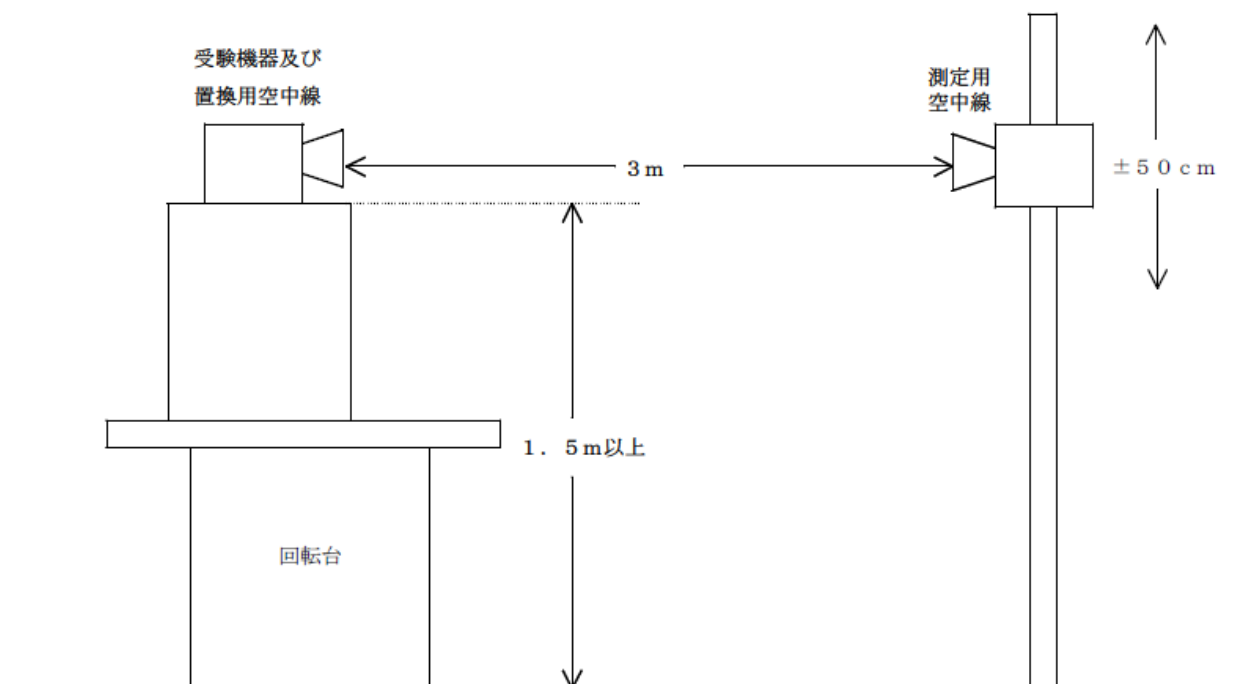 受験機器及び
置換用空中線
測定用
空中線
3m
±50cm
1．5m以上
回転台